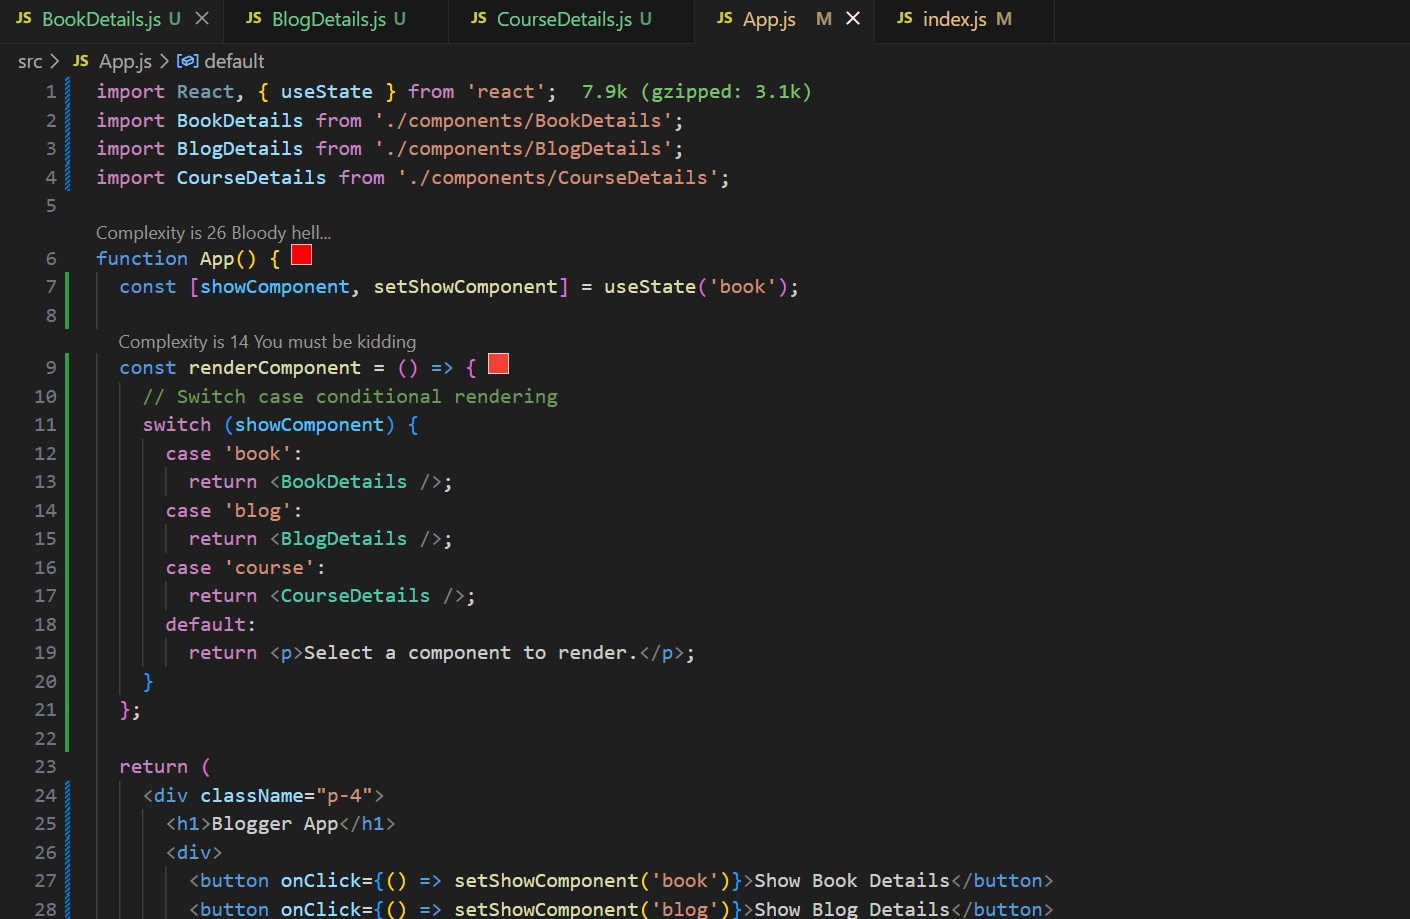 JS BookDetails.js U × JS BlogDetails.js U JS CourseDetails.js U JS App.js M × JS index.js M
src > JS App.js > default
1 import React, { useState } from 'react'; 7.9k (gzipped: 3.1k)
2 import BookDetails from './components/BookDetails';
3 import BlogDetails from './components/BlogDetails';
4 import CourseDetails from './components/CourseDetails';
5
Complexity is 26 Bloody hell...
6 function App() {
7 const [showComponent, setShowComponent] = useState('book');
8
Complexity is 14 You must be kidding
9 const renderComponent = () => {
10 // Switch case conditional rendering
11 switch (showComponent) {
12 case 'book':
13 return <BookDetails />;
14 case 'blog':
15 return <BlogDetails />;
16 case 'course':
17 return <CourseDetails />;
18 default:
19 return <p>Select a component to render.</p>;
20 }
21 };
22
23 return (
24 <div className="p-4">
25 <h1>Blogger App</h1>
26 <div>
27 <button onClick={() => setShowComponent('book')}>Show Book Details</button>
28 <button onClick={() => setShowComponent('blog')}>Show Blog Details</button>